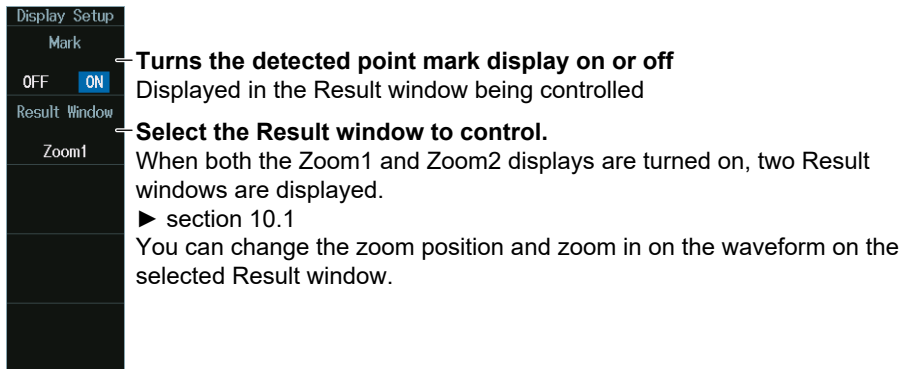 Display Setup
Mark
OFF ON
Result Window
Zoom1
Turns the detected point mark display on or off
Displayed in the Result window being controlled
Select the Result window to control.
When both the Zoom1 and Zoom2 displays are turned on, two Result
windows are displayed.
► section 10.1
You can change the zoom position and zoom in on the waveform on the
selected Result window.